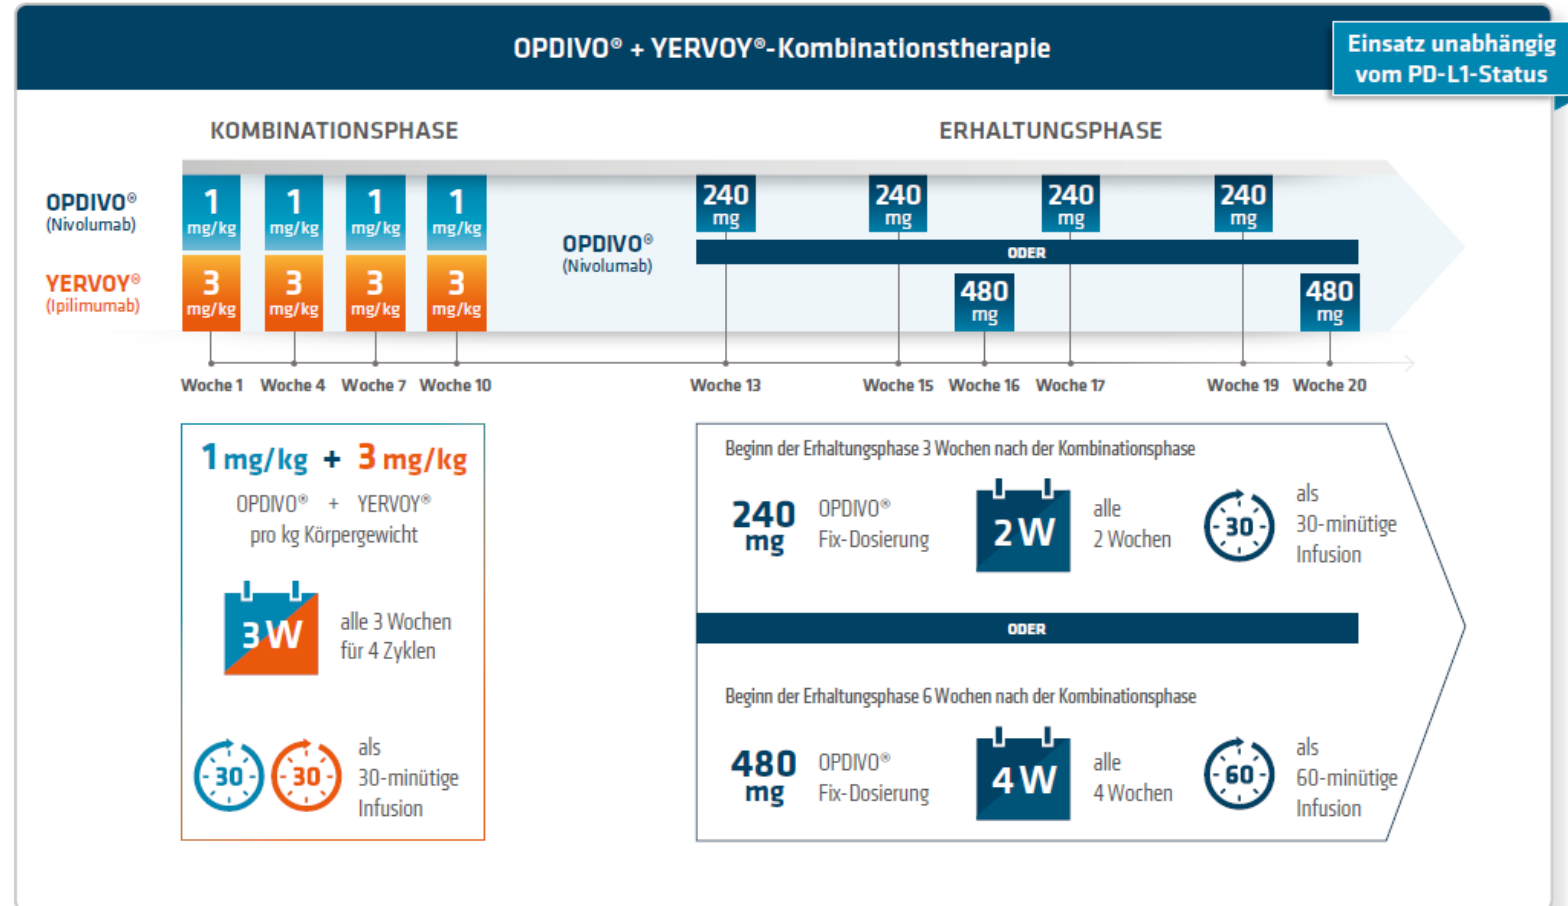 OPDIVO® + YERVOY®-Kombinationstherapie
Einsatz unabhängig
vom PD-L1-Status
KOMBINATIONSPHASE
ERHALTUNGSPHASE
OPDIVO®
(Nivolumab)
1 mg/kg
1 mg/kg
1 mg/kg
1 mg/kg
YERVOY®
(Ipilimumab)
3 mg/kg
3 mg/kg
3 mg/kg
3 mg/kg
OPDIVO®
(Nivolumab)
240 mg
240 mg
240 mg
240 mg
ODER
480 mg
480 mg
Woche 1
Woche 4
Woche 7
Woche 10
Woche 13
Woche 15
Woche 16
Woche 17
Woche 19
Woche 20
1 mg/kg + 3 mg/kg
OPDIVO® + YERVOY®
pro kg Körpergewicht
3 W
alle 3 Wochen
für 4 Zyklen
30
30
als
30-minütige
Infusion
Beginn der Erhaltungsphase 3 Wochen nach der Kombinationsphase
240
mg
OPDIVO®
Fix-Dosierung
2 W
alle
2 Wochen
30
als
30-minütige
Infusion
ODER
Beginn der Erhaltungsphase 6 Wochen nach der Kombinationsphase
480
mg
OPDIVO®
Fix-Dosierung
4 W
alle
4 Wochen
60
als
60-minütige
Infusion